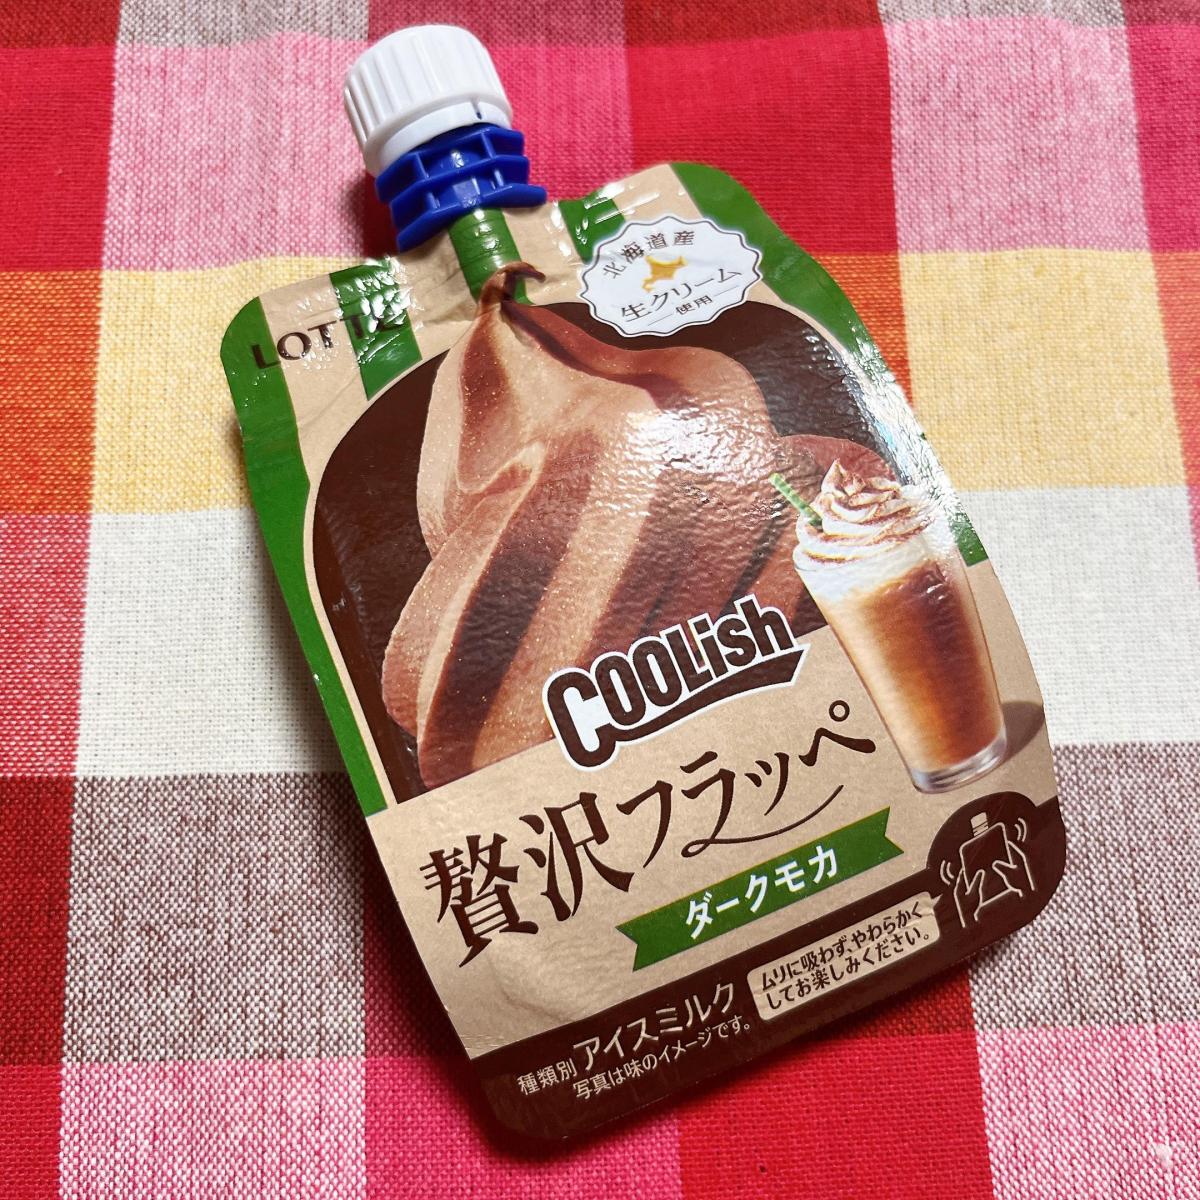 LOTTE
北海道産
生クリーム
使用
COOLish
贅沢フラッペ
ダークモカ
ムリに吸わず、やわらかく
してお楽しみください。
種類別 アイスミルク
写真は味のイメージです。